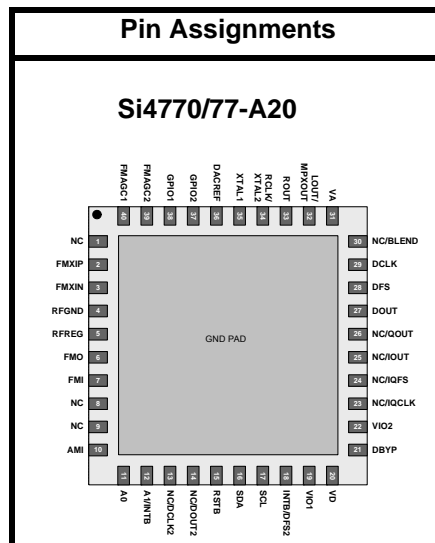 Pin Assignments
Si4770/77-A20
FMAGC1
FMAGC2
GPIO1
GPIO2
DACREF
XTAL1
RCLK/
XTAL2
ROUT
LOUT/
MPXOUT
VA
40
39
38
37
36
35
34
33
32
31
NC 1
FMXIP 2
FMXIN 3
RFGND 4
RFREG 5
FMO 6
FMI 7
NC 8
NC 9
AMI 10
GND PAD
30 NC/BLEND
29 DCLK
28 DFS
27 DOUT
26 NC/QOUT
25 NC/IOUT
24 NC/IQFS
23 NC/IQCLK
22 VIO2
21 DBYP
11
12
13
14
15
16
17
18
19
20
A0
A1/INTB
NC/DCLK2
NC/DOUT2
RSTB
SDA
SCL
INTB/DFS2
VIO1
VD